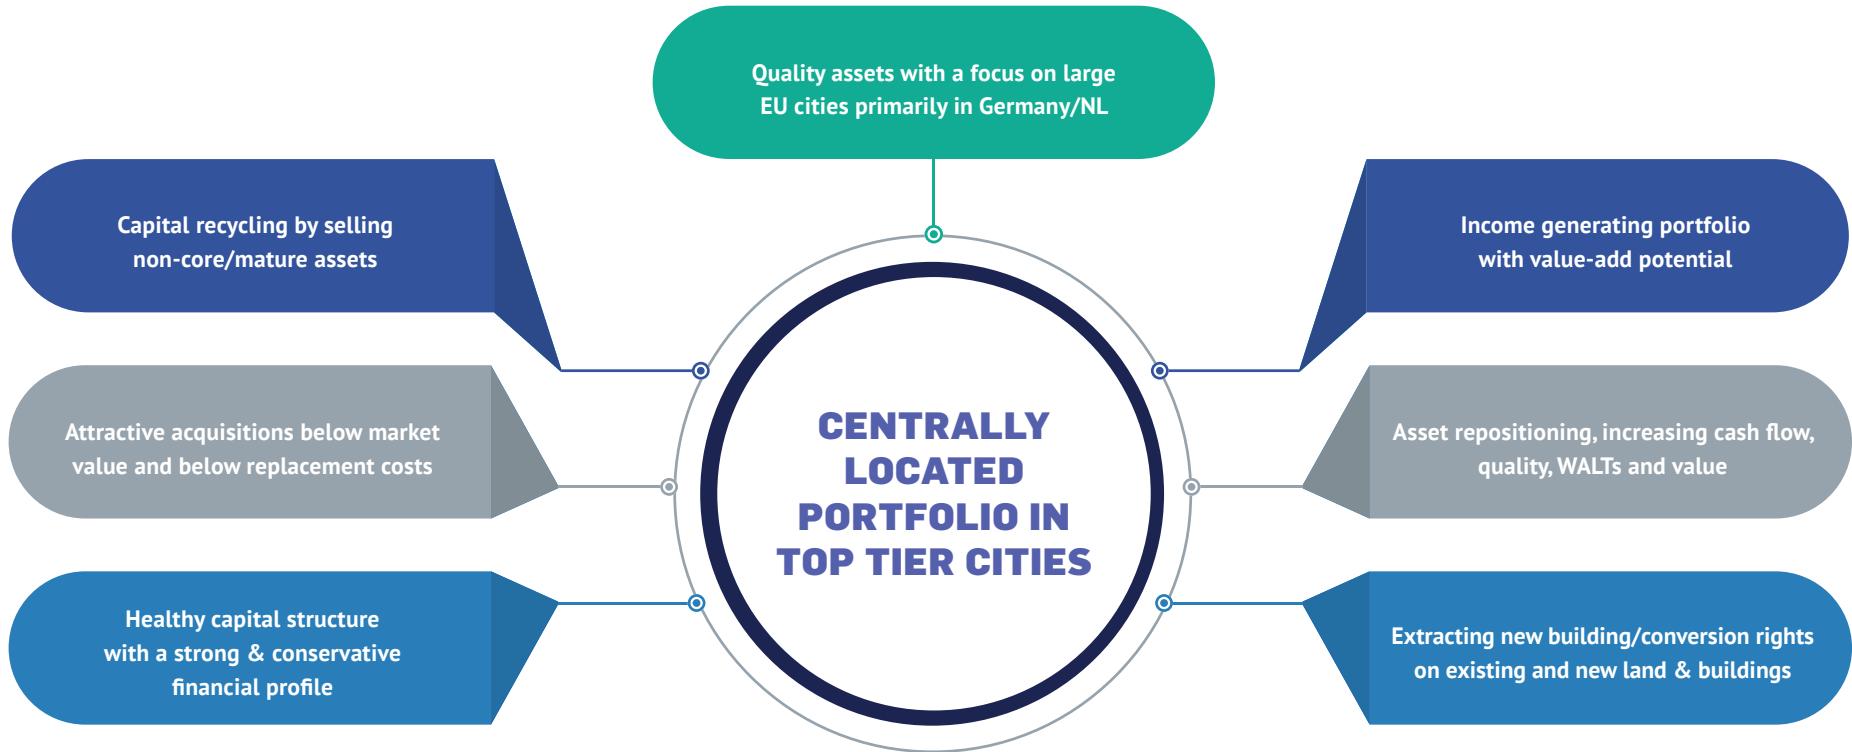 Quality assets with a focus on large
EU cities primarily in Germany/NL
Capital recycling by selling
non-core/mature assets
Income generating portfolio
with value-add potential
Attractive acquisitions below market
value and below replacement costs
Asset repositioning, increasing cash flow,
quality, WALTs and value
Healthy capital structure
with a strong & conservative
financial profile
Extracting new building/conversion rights
on existing and new land & buildings
CENTRALLY
LOCATED
PORTFOLIO IN
TOP TIER CITIES